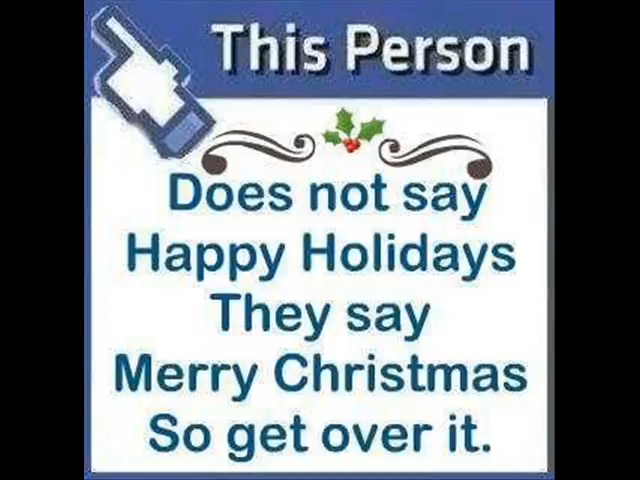 This Person
Does not say
Happy Holidays
They say
Merry Christmas
So get over it.